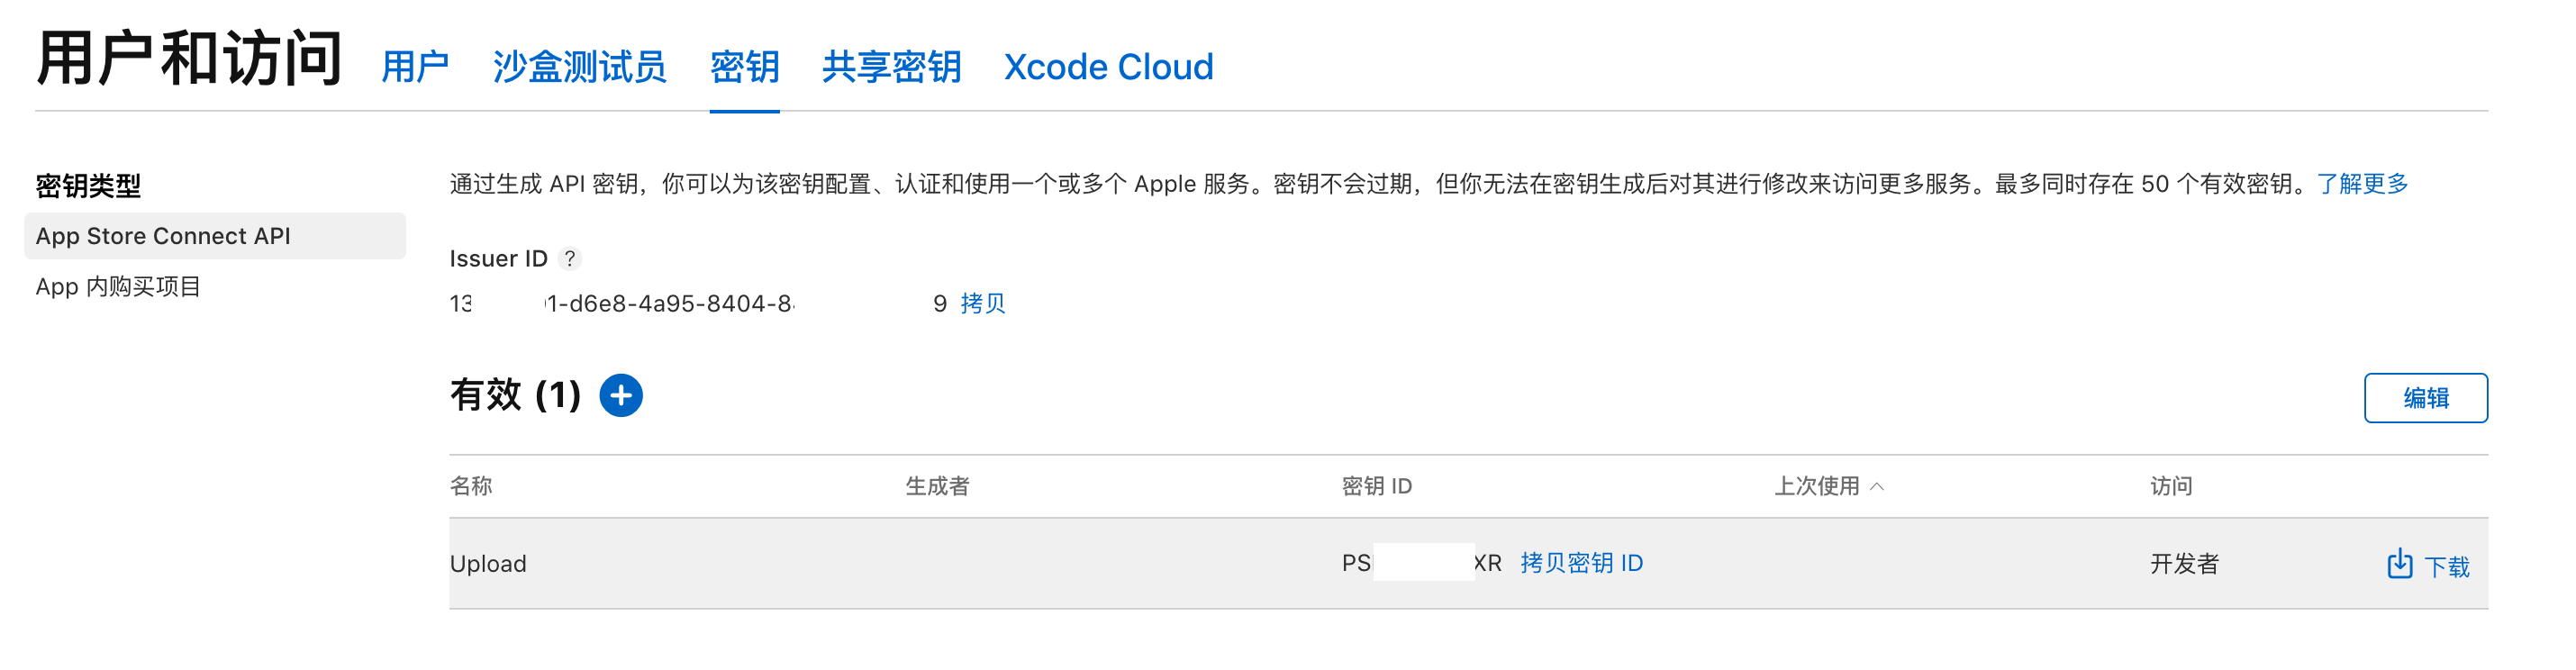 用户和访问 用户 沙盒测试员 密钥 共享密钥 Xcode Cloud
密钥类型
App Store Connect API
App 内购买项目
通过生成 API 密钥，你可以为该密钥配置、认证和使用一个或多个 Apple 服务。密钥不会过期，但你无法在密钥生成后对其进行修改来访问更多服务。最多同时存在 50 个有效密钥。了解更多
Issuer ID ?
13 1-d6e8-4a95-8404-8 9 拷贝
有效 (1)
编辑
名称 生成者 密钥 ID 上次使用 访问
Upload PS XR 拷贝密钥 ID 开发者 下载